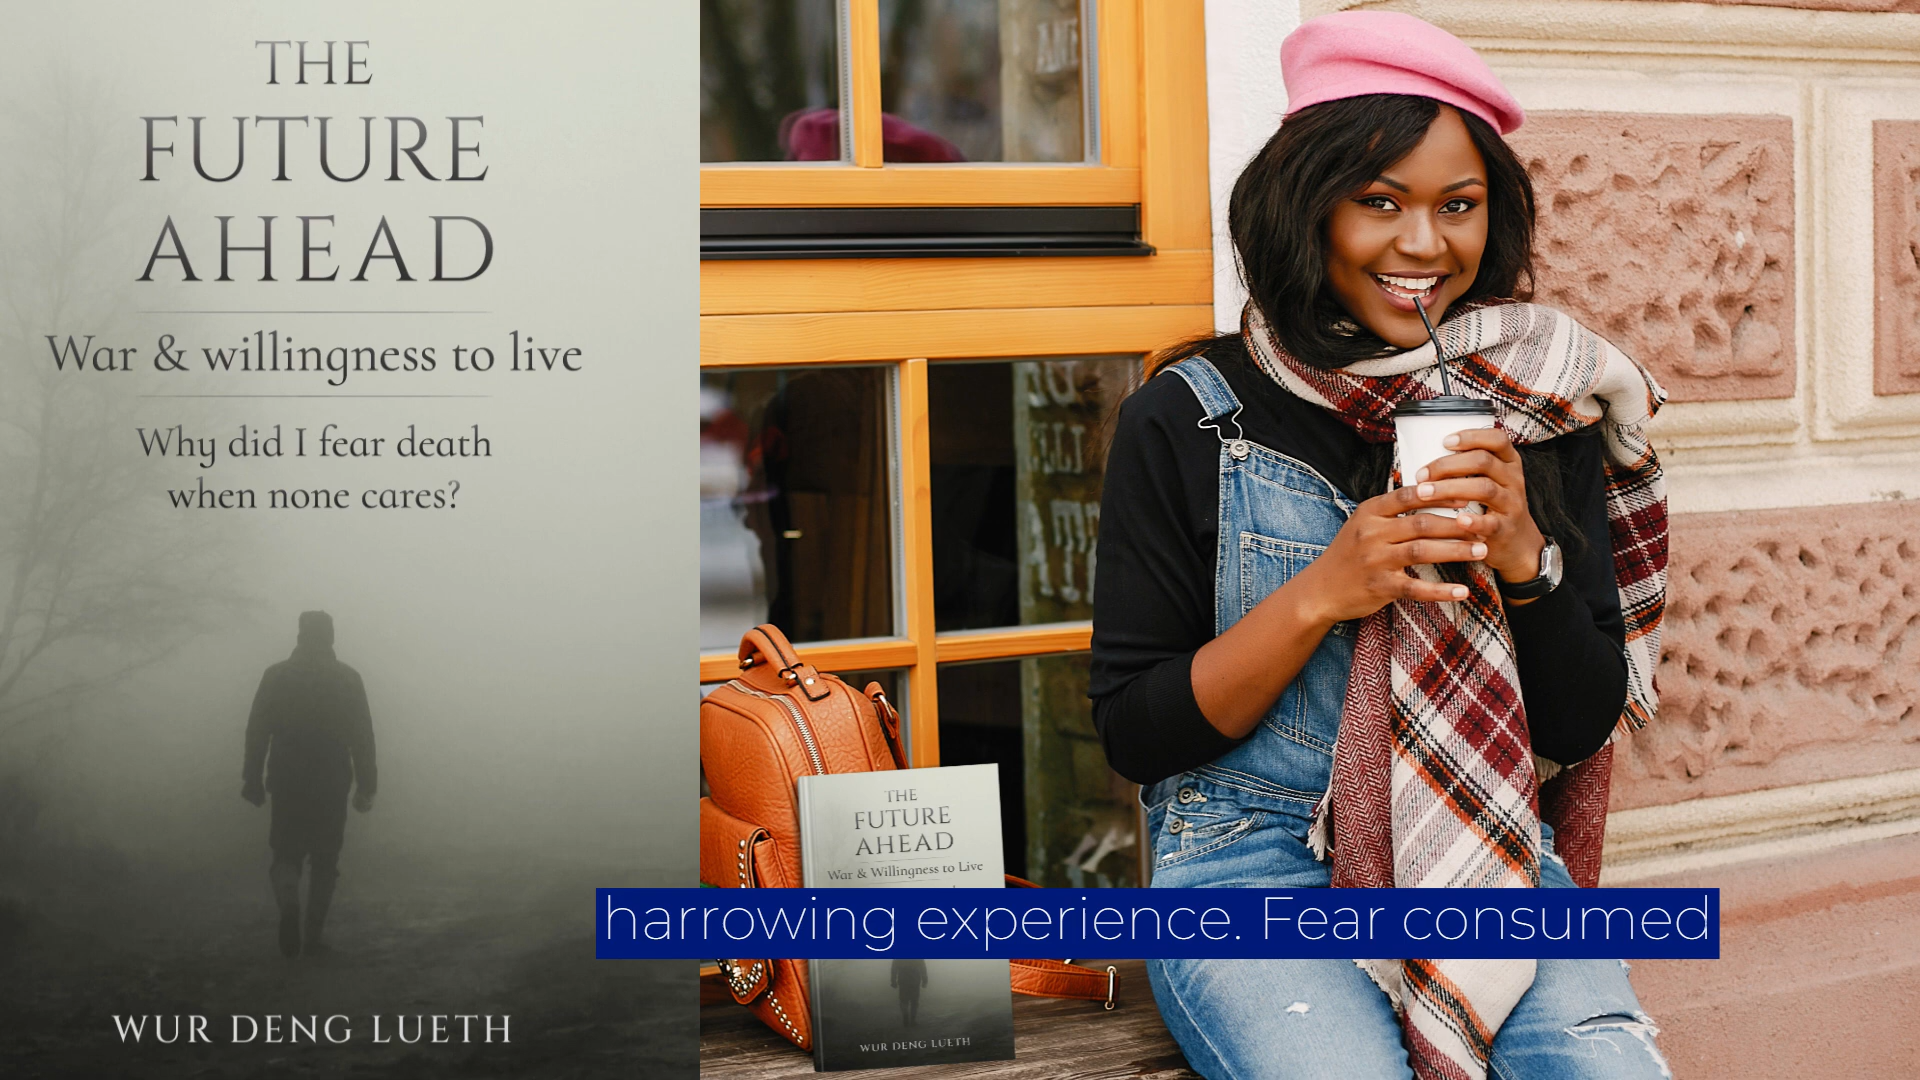 THE
FUTURE
AHEAD
War & willingness to live
Why did I fear death
when none cares?
WUR DENG LUETH
THE
FUTURE
AHEAD
War & Willingness to Live
harrowing experience. Fear consumed
WUR DENG LUETH